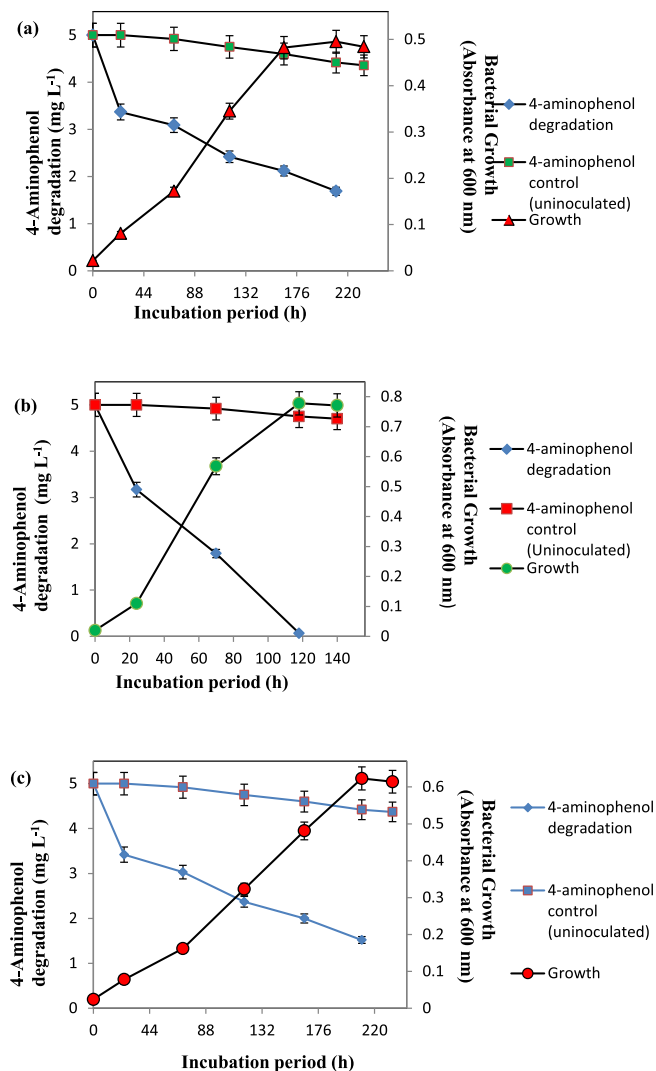 (a)
5
4
3
2
1
0
4-Aminophenol
degradation (mg L-1)
0 44 88 132 176 220
Incubation period (h)
0.5
0.4
0.3
0.2
0.1
0
Bacterial Growth
(Absorbance at 600 nm)
4-aminophenol
degradation
4-aminophenol
control
(uninoculated)
Growth
(b)
5
4
3
2
1
0
4-Aminophenol
degradation (mg L-1)
0 20 40 60 80 100 120 140
Incubation period (h)
0.8
0.7
0.6
0.5
0.4
0.3
0.2
0.1
0
Bacterial Growth
(Absorbance at 600 nm)
4-aminophenol
degradation
4-aminophenol
control
(Uninoculated)
Growth
(c)
5
4
3
2
1
0
4-Aminophenol
degradation (mg L-1)
0 44 88 132 176 220
Incubation period (h)
0.6
0.5
0.4
0.3
0.2
0.1
0
Bacterial Growth
(Absorbance at 600 nm)
4-aminophenol
degradation
4-aminophenol
control
(uninoculated)
Growth